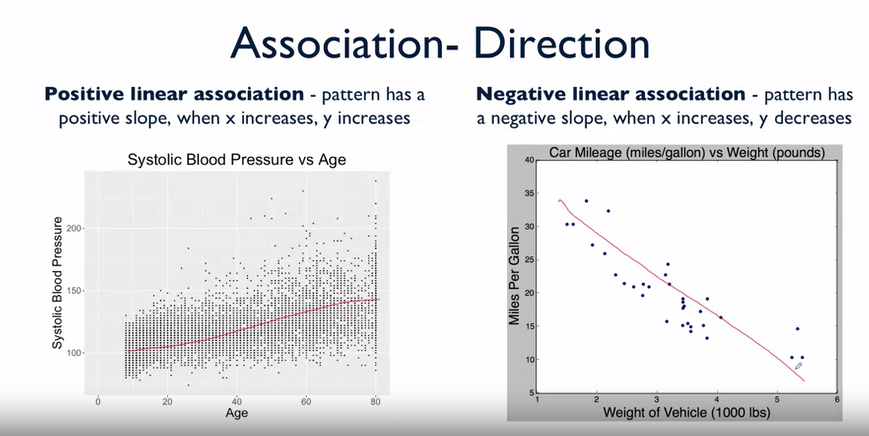 Association- Direction
Positive linear association - pattern has a
positive slope, when x increases, y increases
Negative linear association - pattern has
a negative slope, when x increases, y decreases
Systolic Blood Pressure vs Age
Systolic Blood Pressure
200
150
100
0 20 40 60 80
Age
Car Mileage (miles/gallon) vs Weight (pounds)
Miles Per Gallon
40
35
30
25
20
15
10
5
1 2 3 4 5 6
Weight of Vehicle (1000 lbs)